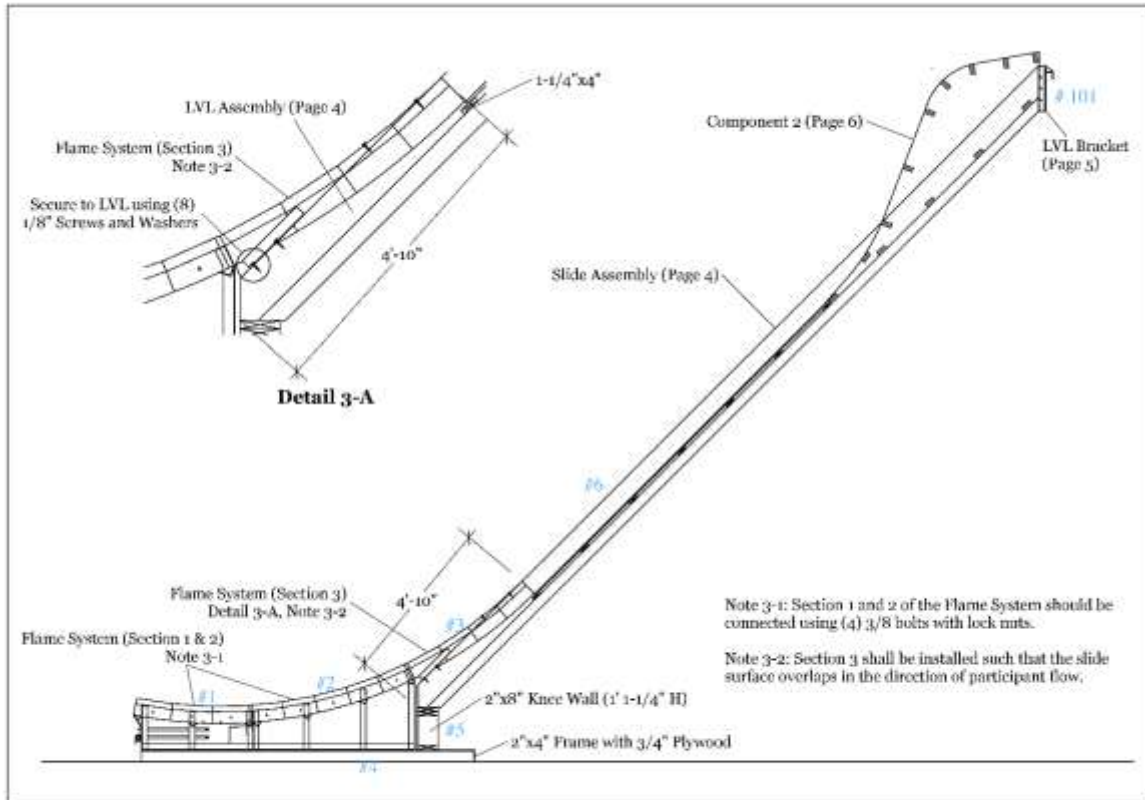 1-1/4"x4"
LVL Assembly (Page 4)
Flame System (Section 3)
Note 3-2
Secure to LVL using (8)
1/8" Screws and Washers
4'-10"
Detail 3-A
Component 2 (Page 6)
# 101
LVL Bracket
(Page 5)
Slide Assembly (Page 4)
#6
4'-10"
Flame System (Section 3)
Detail 3-A, Note 3-2
#3
Flame System (Section 1 & 2)
Note 3-1
#1
#2
2"x8" Knee Wall (1' 1-1/4" H)
#5
2"x4" Frame with 3/4" Plywood
#4
Note 3-1: Section 1 and 2 of the Flame System should be
connected using (4) 3/8 bolts with lock nuts.
Note 3-2: Section 3 shall be installed such that the slide
surface overlaps in the direction of participant flow.